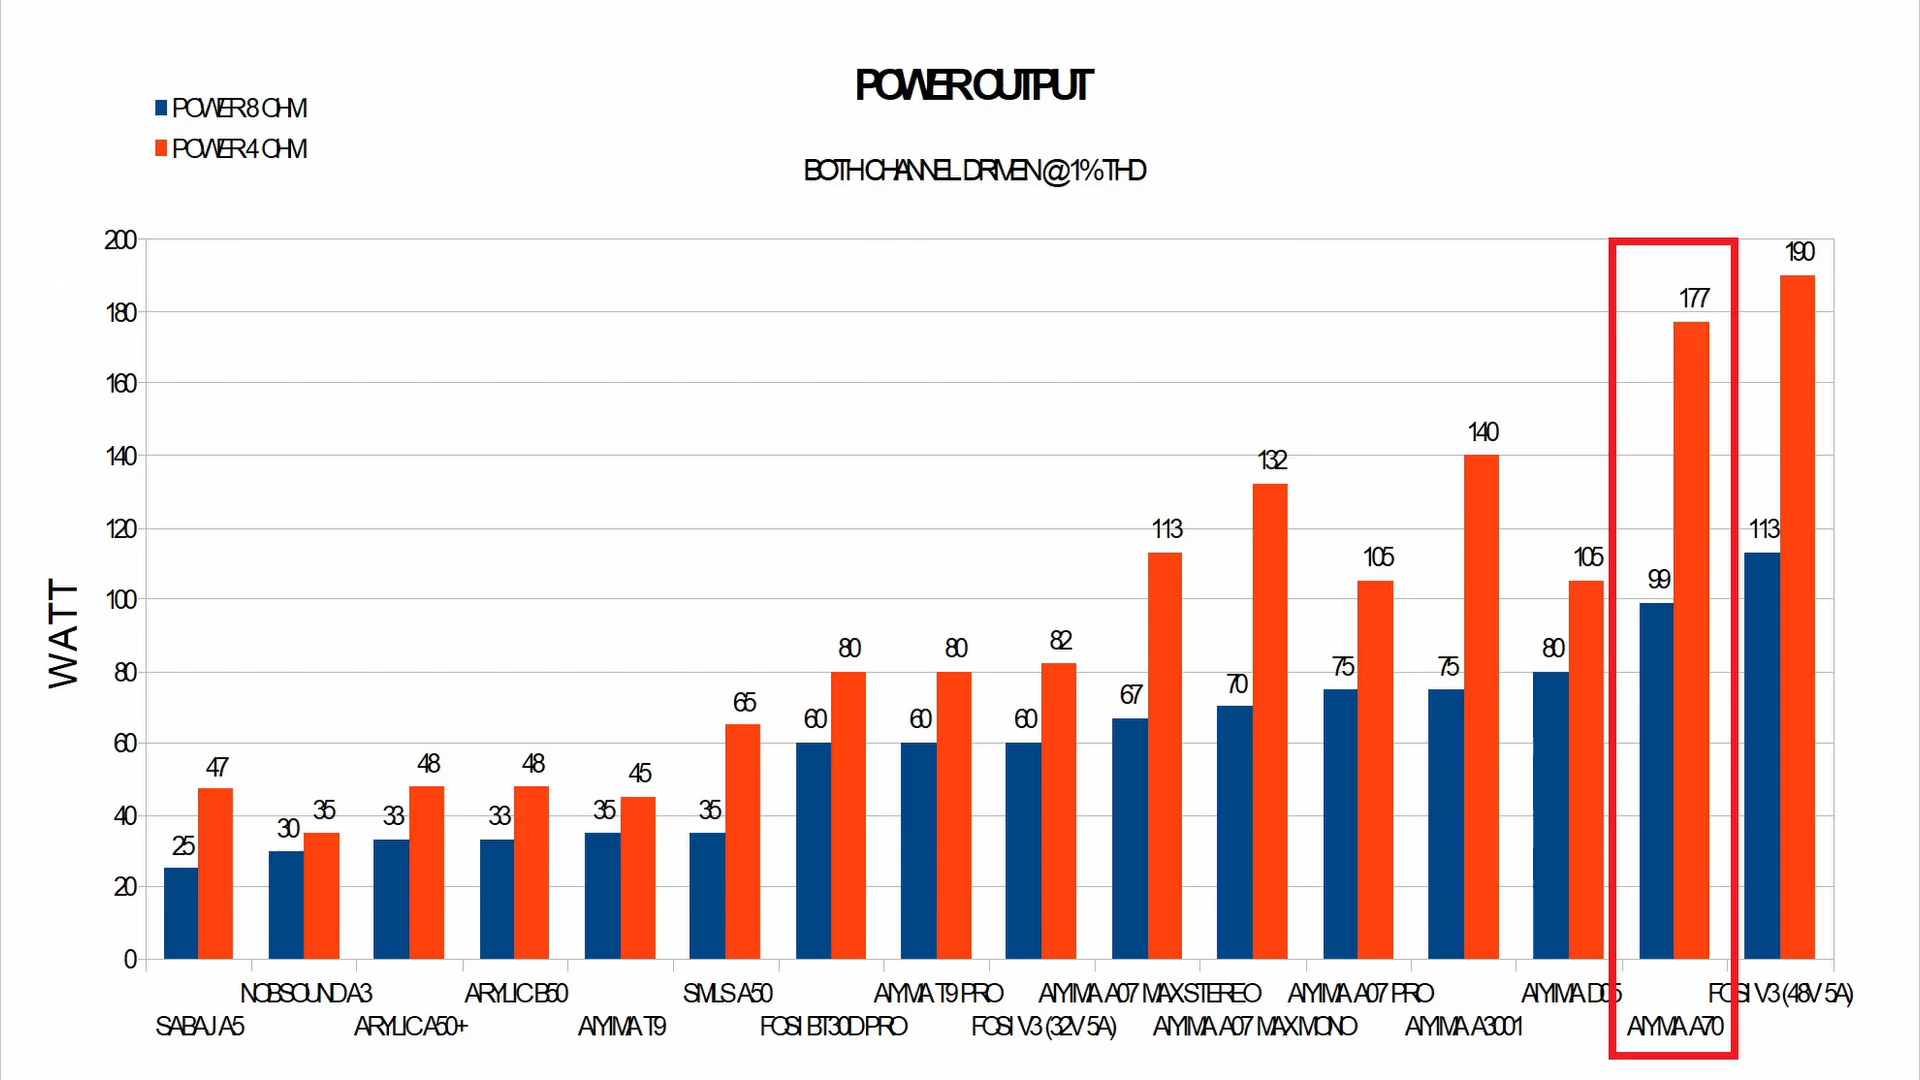 POWER OUTPUT
POWER 8 OHM
POWER 4 OHM
BOTH CHANNEL DRIVEN @ 1% THD
WATT
200
180
160
140
120
100
80
60
40
20
0
25 47
30 35
33 48
33 48
35 45
35 65
60 80
60 80
60 82
67 113
70 132
75 105
75 140
80 105
99 177
113 190
SABAJ A5
NOBSOUND A3
ARYLIC A50+
ARYLIC B50
AIYIMA T9
SMLS A50
FOSI BT30D PRO
AIYMA T9 PRO
FOSI V3 (32V 5A)
AIYIMA A07 MAX STEREO
AIYIMA A07 MAX MONO
AIYIMA A07 PRO
AIYIMA A3001
AIYIMA D05
AIYMA A70
FOSI V3 (48V 5A)